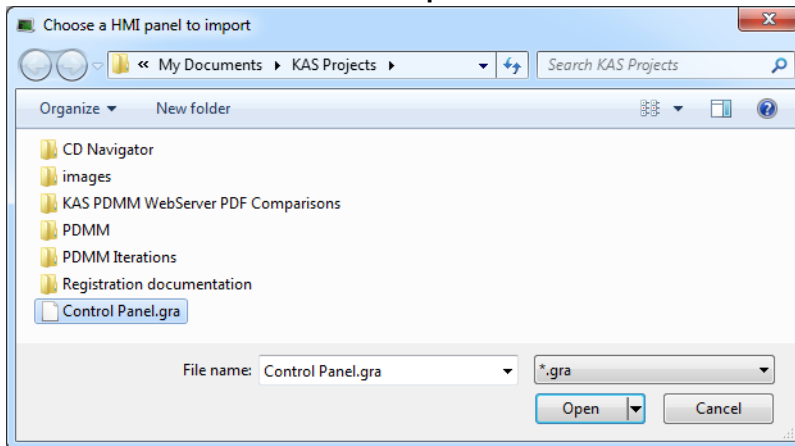 Choose a HMI panel to import
« My Documents KAS Projects Search KAS Projects
Organize New folder
CD Navigator
images
KAS PDMM WebServer PDF Comparisons
PDMM
PDMM Iterations
Registration documentation
Control Panel.gra
File name: Control Panel.gra *.gra
Open Cancel